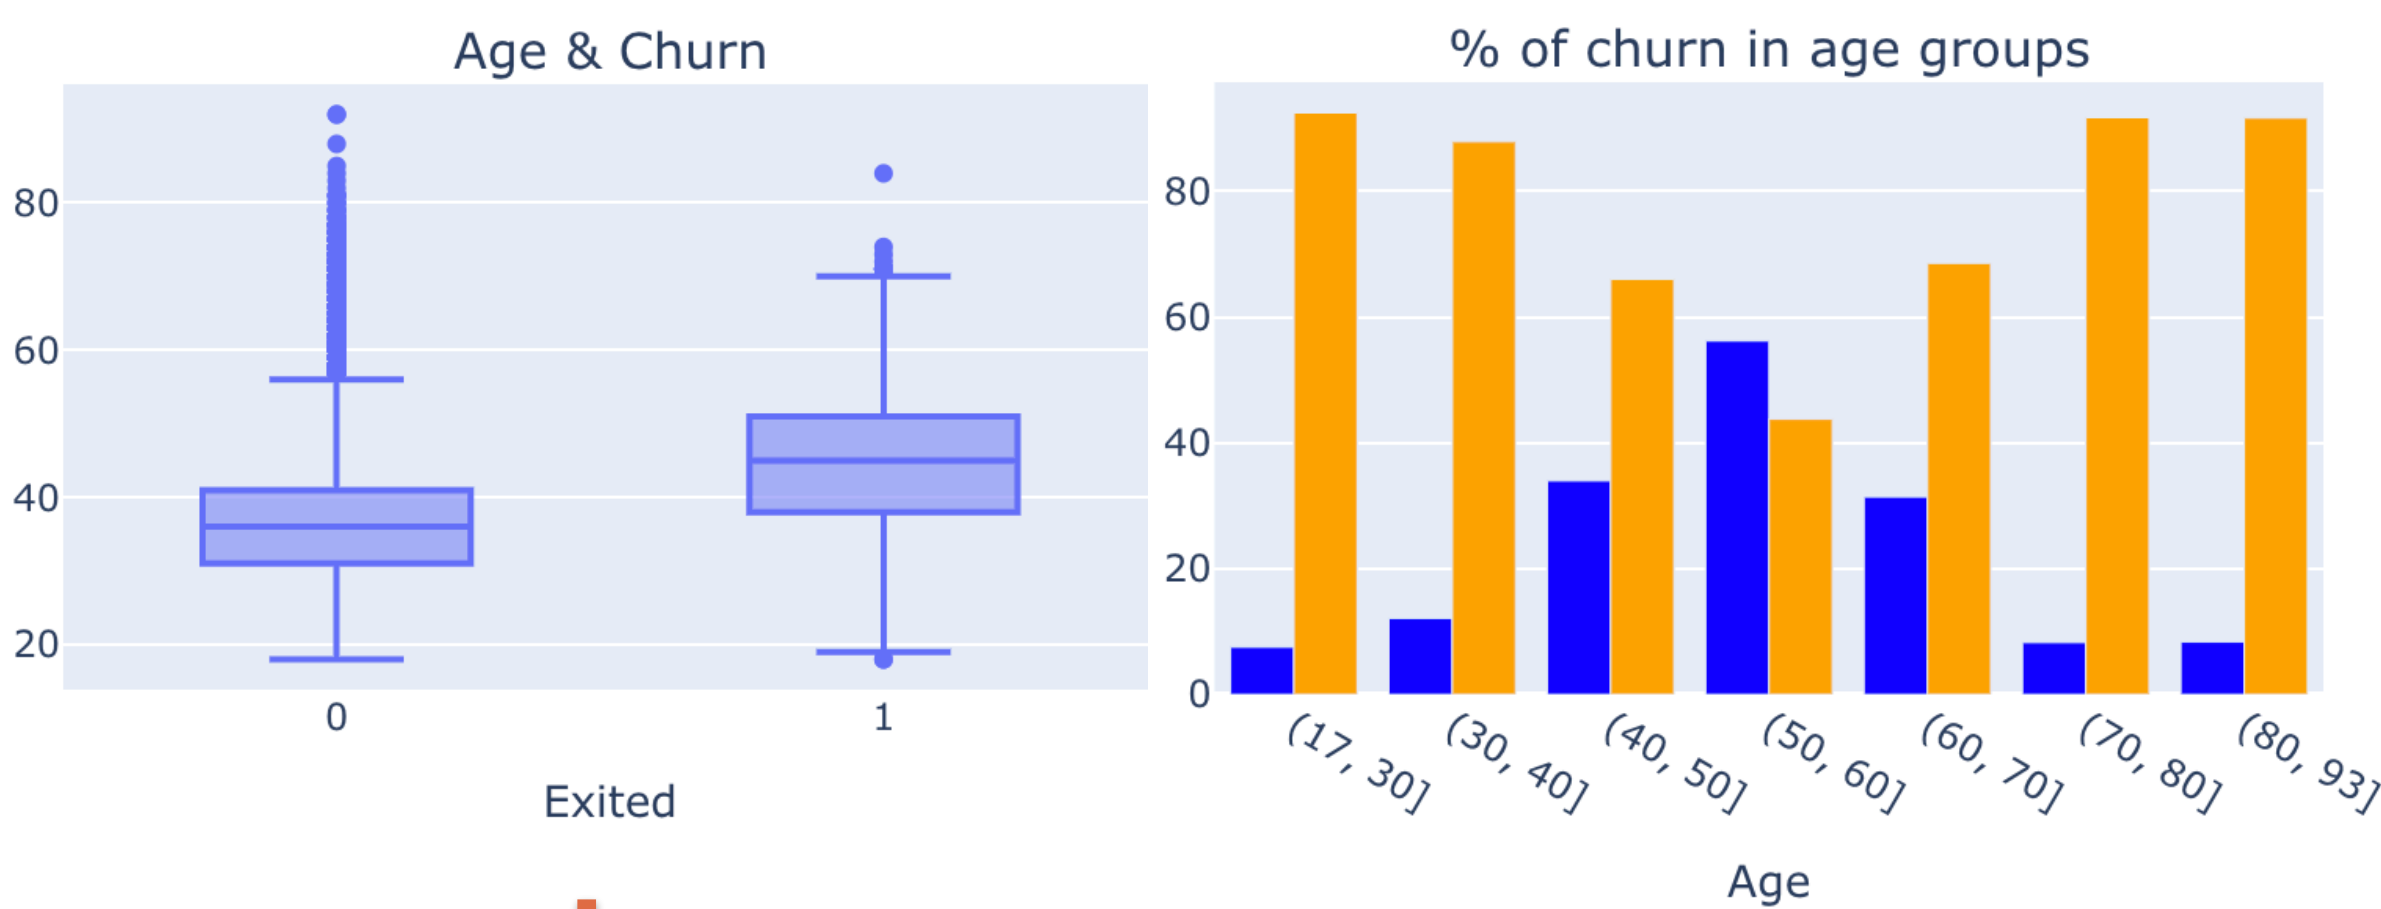 Age & Churn
80
60
40
20
0 1
Exited
% of churn in age groups
80
60
40
20
0
(17, 30] (30, 40] (40, 50] (50, 60] (60, 70] (70, 80] (80, 93]
Age